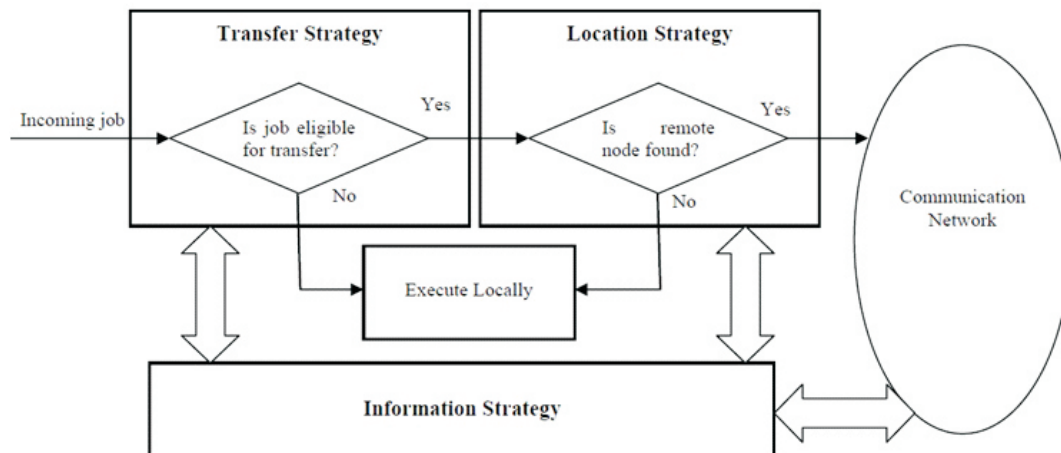 Transfer Strategy
Location Strategy
Incoming job
Is job eligible
for transfer?
Yes
No
Is remote
node found?
Yes
No
Communication
Network
Execute Locally
Information Strategy